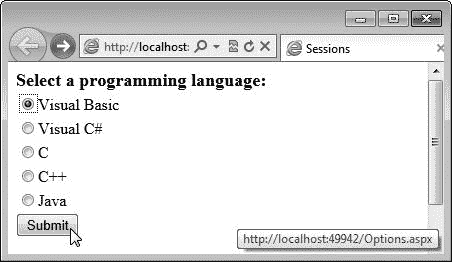 http://localhost:
Sessions
Select a programming language:
Visual Basic
Visual C#
C
C++
Java
Submit
http://localhost:49942/Options.aspx